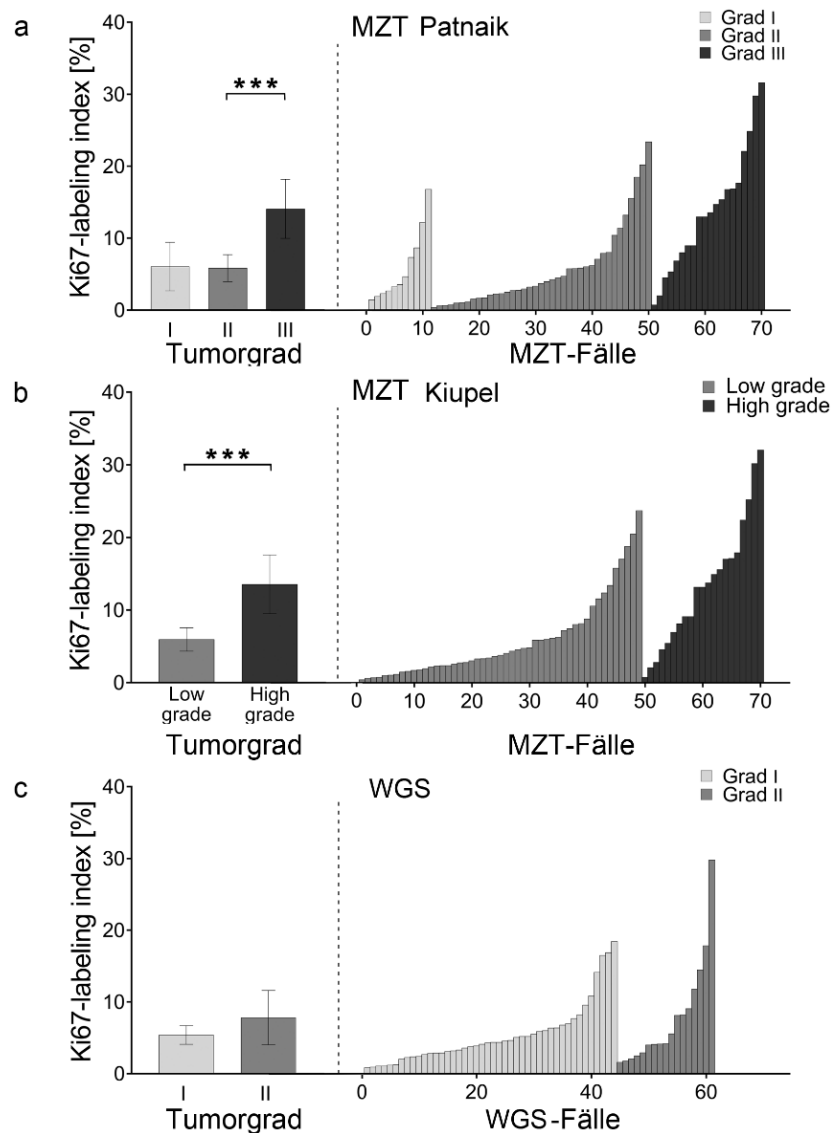 a
MZT Patnaik
Grad I
Grad II
Grad III
Ki67-labeling index [%]
40
30
20
10
0
***
I II III
Tumorgrad
0 10 20 30 40 50 60 70
MZT-Fälle
b
MZT Kiupel
Low grade
High grade
Ki67-labeling index [%]
40
30
20
10
0
***
Low grade
High grade
Tumorgrad
0 10 20 30 40 50 60 70
MZT-Fälle
c
WGS
Grad I
Grad II
Ki67-labeling index [%]
40
30
20
10
0
I II
Tumorgrad
0 20 40 60
WGS-Fälle